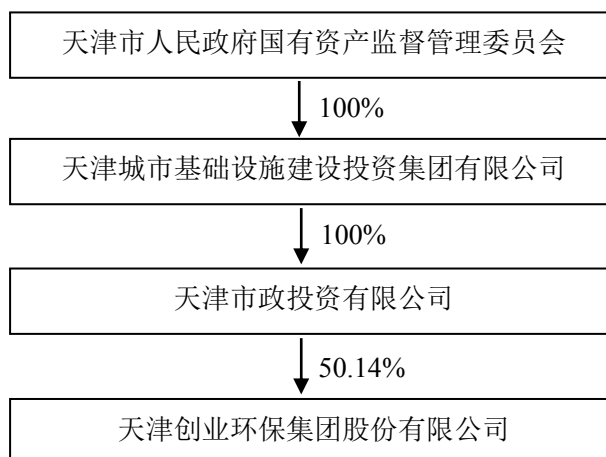 天津市人民政府国有资产监督管理委员会
100%
天津城市基础设施建设投资集团有限公司
100%
天津市政投资有限公司
50.14%
天津创业环保集团股份有限公司